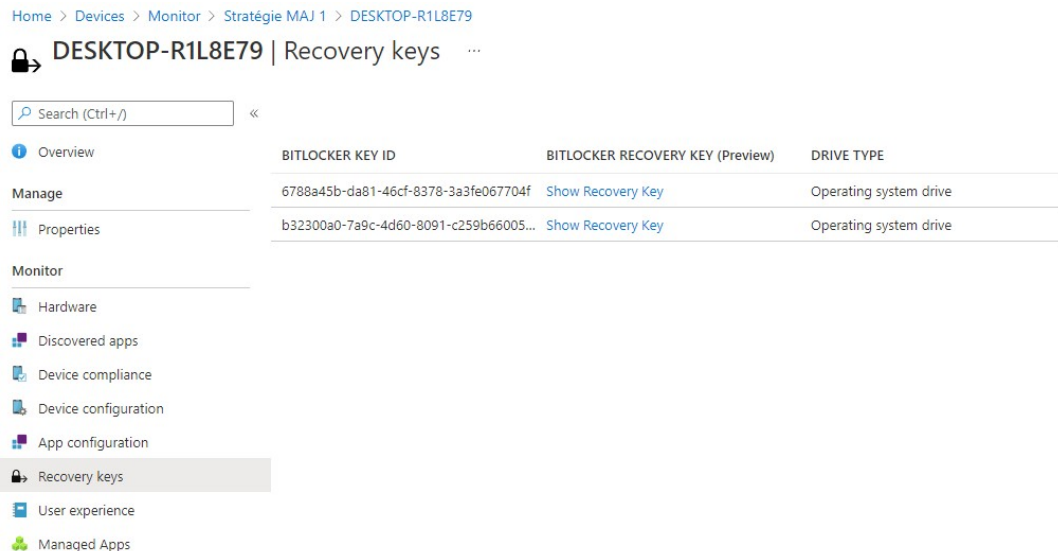 Home > Devices > Monitor > Stratégie MAJ 1 > DESKTOP-R1L8E79
DESKTOP-R1L8E79 | Recovery keys ...
Search (Ctrl+/) «
Overview
Manage
Properties
Monitor
Hardware
Discovered apps
Device compliance
Device configuration
App configuration
Recovery keys
User experience
Managed Apps
BITLOCKER KEY ID BITLOCKER RECOVERY KEY (Preview) DRIVE TYPE
6788a45b-da81-46cf-8378-3a3fe067704f Show Recovery Key Operating system drive
b32300a0-7a9c-4d60-8091-c259b66005... Show Recovery Key Operating system drive